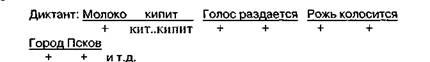 Диктант: Молоко кипит Голос раздается Рожь колосится
+ кит..кипит + + + +
Город Псков
+ + и т.д.